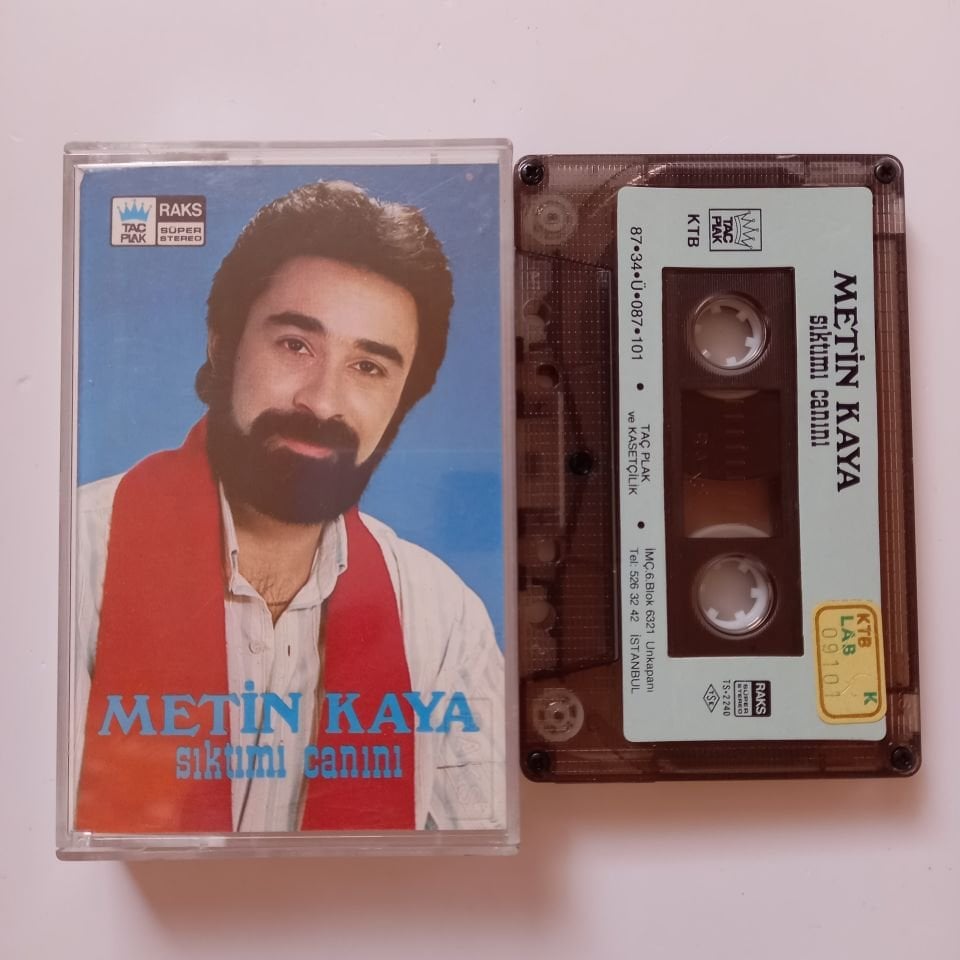 TAÇ
PLAK
RAKS
SÜPER
STEREO
METİN KAYA
sıktımı canını
TAÇ
PLAK
KTB
METİN KAYA
sıktımı canını
87•34•Ü•087•101 • TAÇ PLAK
ve KASETÇİLİK • İMÇ.6.Blok 6321 Unkapanı
Tel: 526 32 42 İSTANBUL
RAKS
SÜPER
STEREO
TS-2240
TSE
KTB
LAB
K
09101